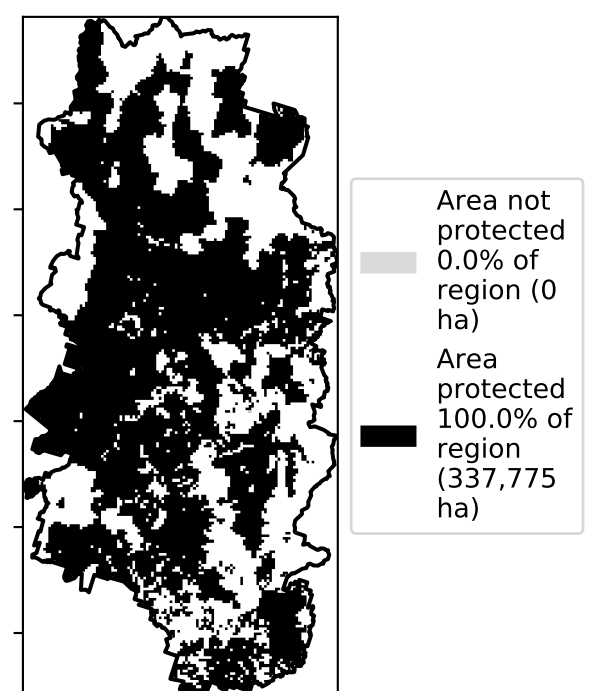 Area not
protected
0.0% of
region (0
ha)
Area
protected
100.0% of
region
(337,775
ha)